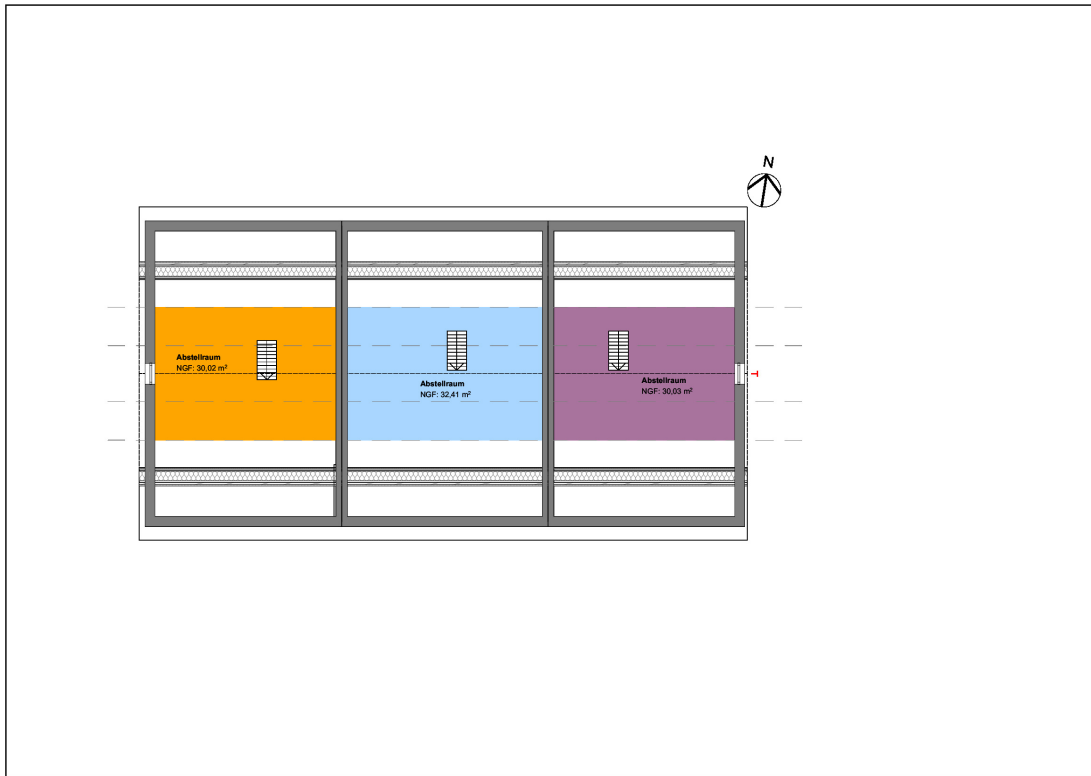 N
Abstellraum
NGF: 30,02 m²
Abstellraum
NGF: 32,41 m²
Abstellraum
NGF: 30,03 m²